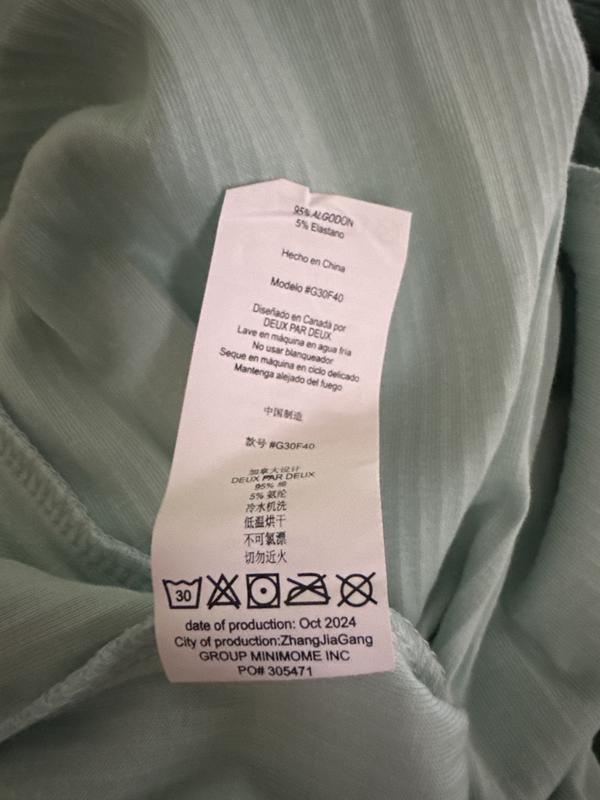 95% ALGODON
5% Elastano
Hecho en China
Modelo #G30F40
Diseñado en Canadá por
DEUX PAR DEUX
Lave en máquina en agua fria
No usar blanqueador
Seque en máquina en ciclo delicado
Mantenga alejado del fuego
中国制造
款号 #G30F40
加拿大设计
DEUX PAR DEUX
95% 棉
5% 氨纶
冷水机洗
低温烘干
不可氯漂
切勿近火
30
date of production: Oct 2024
City of production:ZhangJiaGang
GROUP MINIMOME INC
PO# 305471